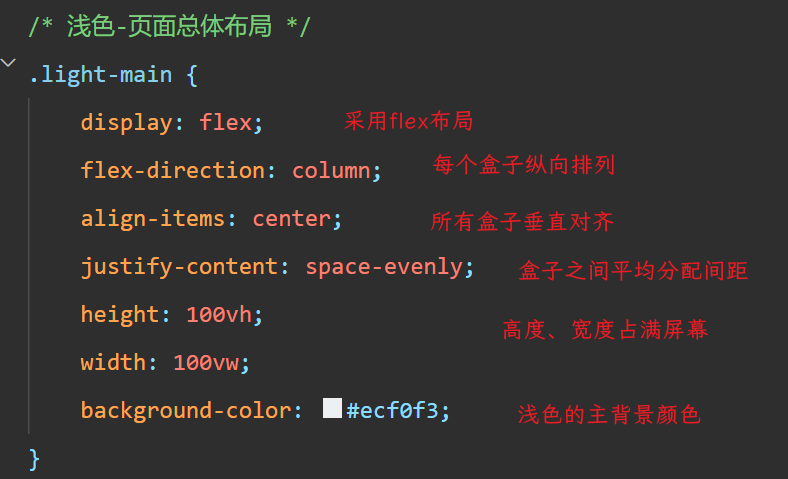 /* 浅色-页面总体布局 */
.light-main {
display: flex; 采用flex布局
flex-direction: column; 每个盒子纵向排列
align-items: center; 所有盒子垂直对齐
justify-content: space-evenly; 盒子之间平均分配间距
height: 100vh;
高度、宽度占满屏幕
width: 100vw;
background-color: #ecf0f3; 浅色的主背景颜色
}